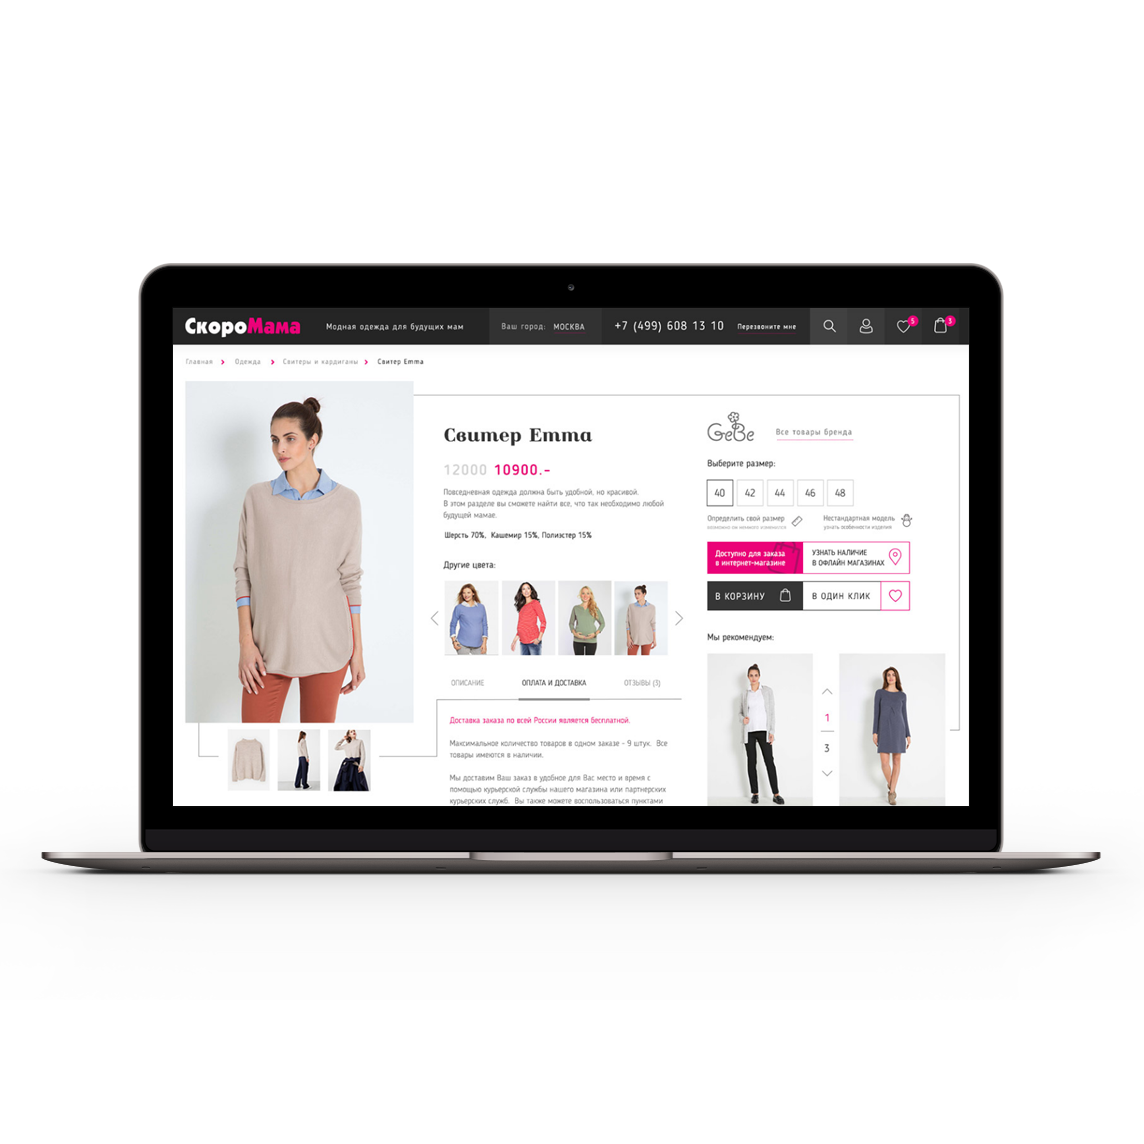 СкороМама
Модная одежда для будущих мам
Ваш город: МОСКВА
+7 (499) 608 13 10
Перезвоните мне
5
3
Главная > Одежда > Свитеры и кардиганы > Свитер Emma
Свитер Emma
12000 10900.-
Повседневная одежда должна быть удобной, но красивой.
В этом разделе вы сможете найти все, что так необходимо любой
будущей мамае.
Шерсть 70%, Кашемир 15%, Полиэстер 15%
Другие цвета:
ОПИСАНИЕ
ОПЛАТА И ДОСТАВКА
ОТЗЫВЫ (3)
Доставка заказа по всей России является бесплатной.
Максимальное количество товаров в одном заказе - 9 штук. Все
товары имеются в наличии.
Мы доставим Ваш заказ в удобное для Вас место и время с
помощью курьерской службы нашего магазина или партнерских
курьерских служб. Вы также можете воспользоваться пунктами
GeBe
Все товары бренда
Выберите размер:
40 42 44 46 48
Определить свой размер
возможно он немного изменился
Нестандартная модель
узнать особенности изделия
Доступно для заказа
в интернет-магазине
УЗНАТЬ НАЛИЧИЕ
В ОФЛАЙН МАГАЗИНАХ
В КОРЗИНУ
В ОДИН КЛИК
Мы рекомендуем:
1
3